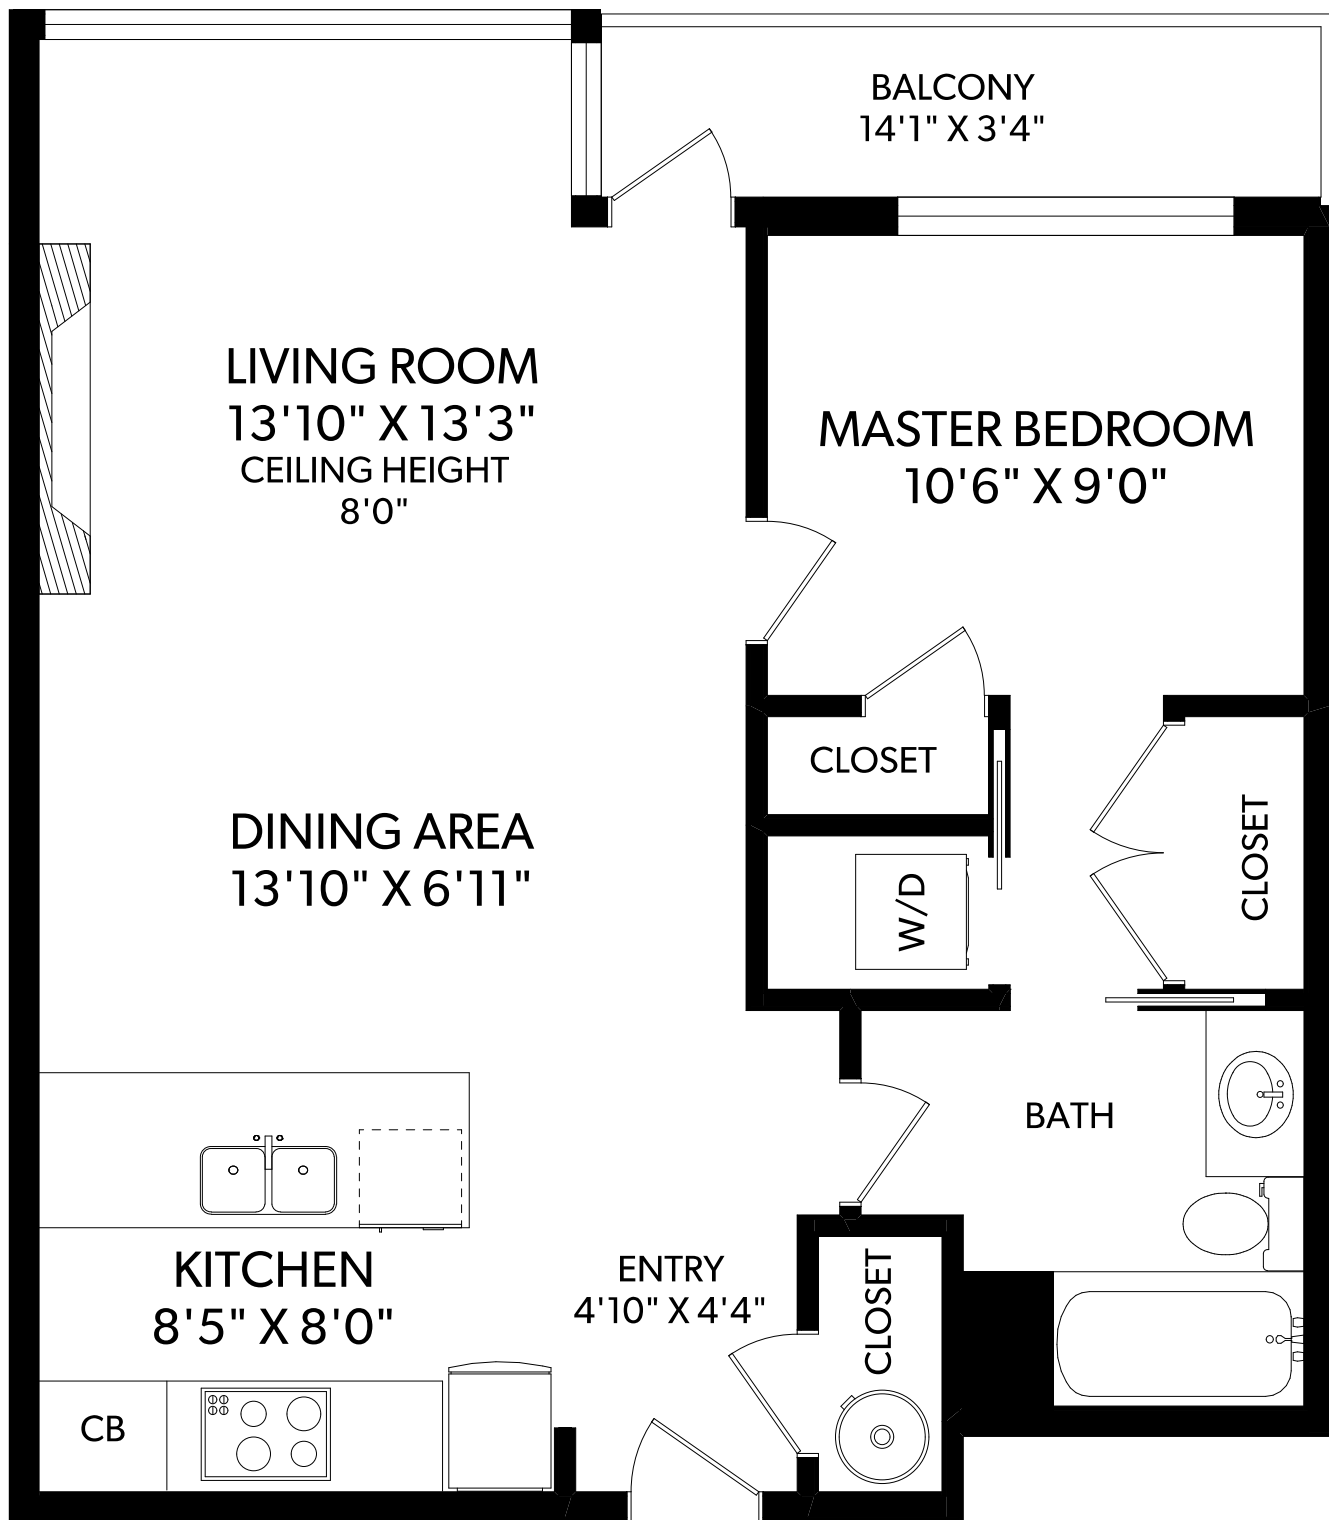 BALCONY
14'1" X 3'4"
LIVING ROOM
13'10" X 13'3"
CEILING HEIGHT
8'0"
MASTER BEDROOM
10'6" X 9'0"
CLOSET
CLOSET
DINING AREA
13'10" X 6'11"
W/D
BATH
KITCHEN
8'5" X 8'0"
ENTRY
4'10" X 4'4"
CLOSET
CB